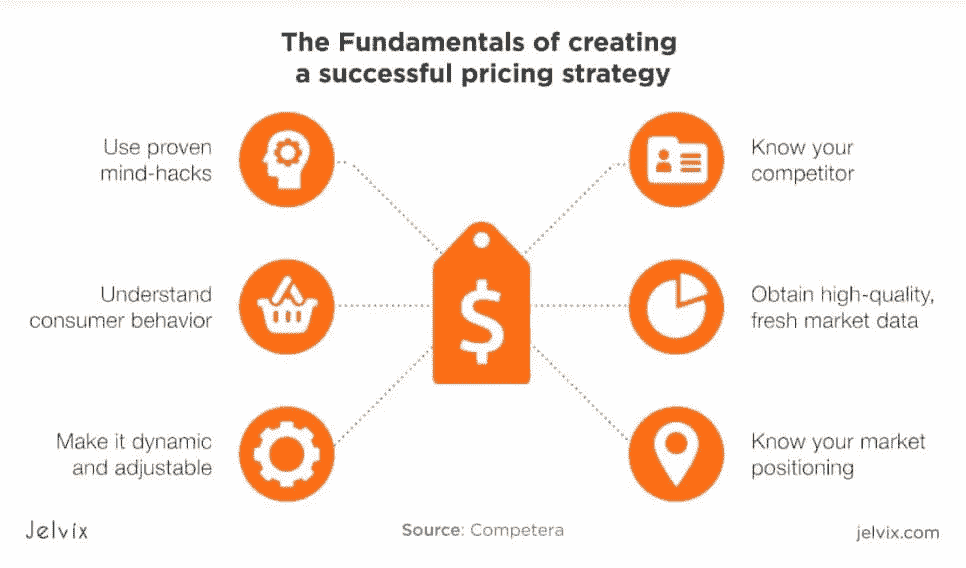 The Fundamentals of creating
a successful pricing strategy
Use proven
mind-hacks
Know your
competitor
Understand
consumer behavior
$
Obtain high-quality,
fresh market data
Make it dynamic
and adjustable
Know your market
positioning
Jelvix
Source: Competera
jelvix.com